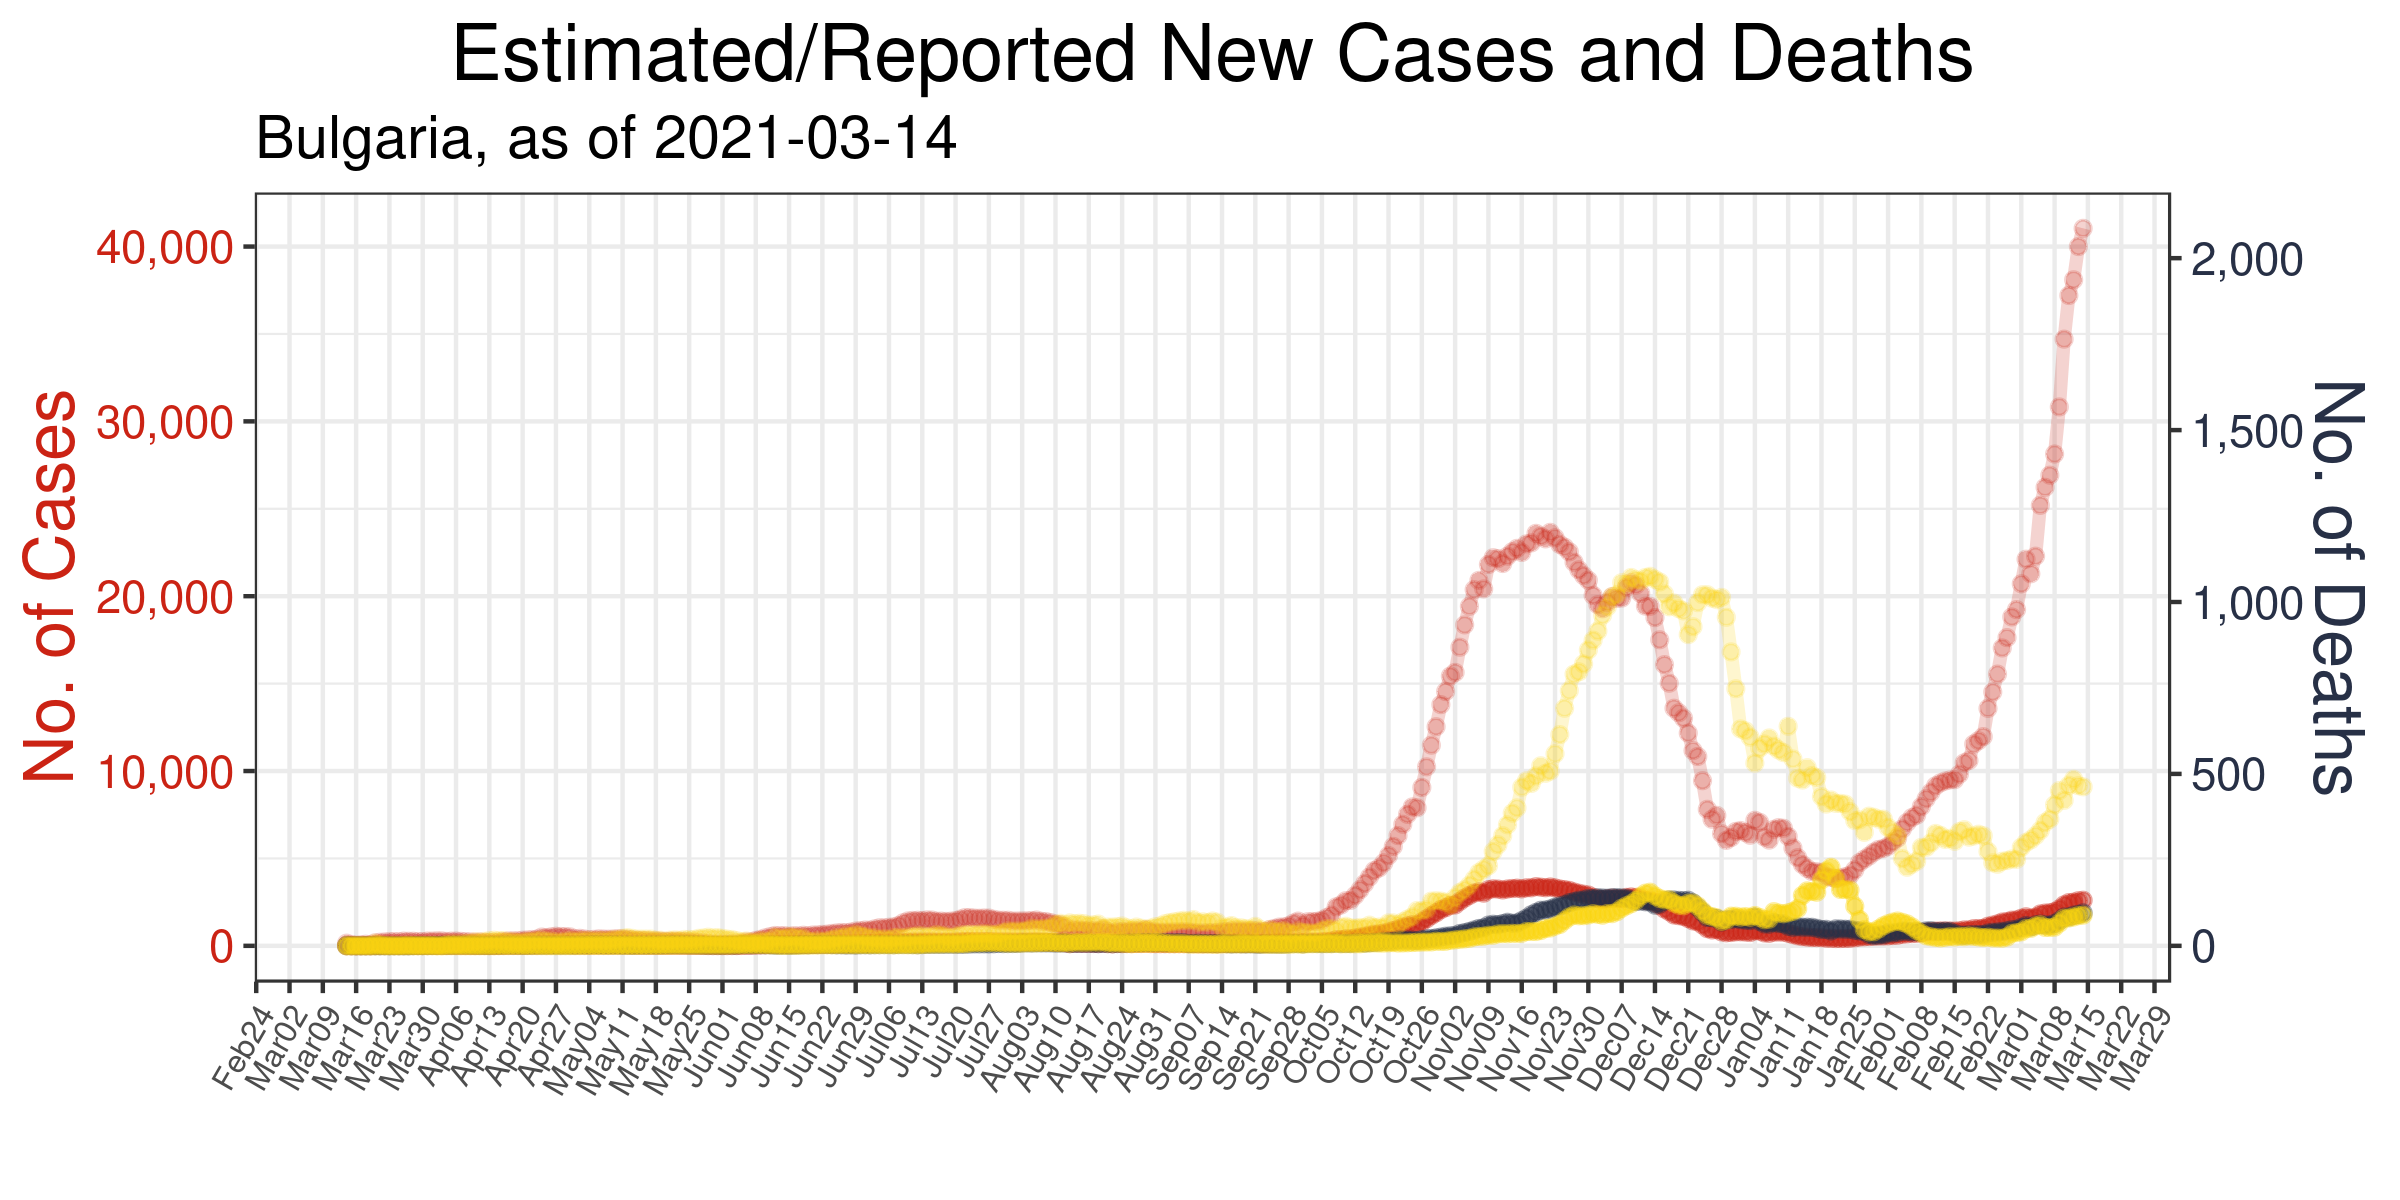 Estimated/Reported New Cases and Deaths
Bulgaria, as of 2021-03-14
No. of Cases
40,000
30,000
20,000
10,000
0
2,000
1,500
1,000
500
0
No. of Deaths
Feb24
Mar02
Mar09
Mar16
Mar23
Mar30
Apr06
Apr13
Apr20
Apr27
May04
May11
May18
May25
Jun01
Jun08
Jun15
Jun22
Jun29
Jul06
Jul13
Jul20
Jul27
Aug03
Aug10
Aug17
Aug24
Aug31
Sep07
Sep14
Sep21
Sep28
Oct05
Oct12
Oct19
Oct26
Nov02
Nov09
Nov16
Nov23
Nov30
Dec07
Dec14
Dec21
Dec28
Jan04
Jan11
Jan18
Jan25
Feb01
Feb08
Feb15
Feb22
Mar01
Mar08
Mar15
Mar22
Mar29